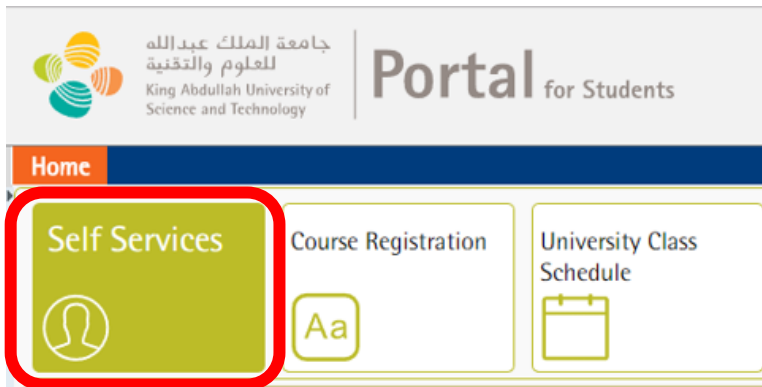 جامعة الملك عبدالله
للعلوم والتقنية
King Abdullah University of
Science and Technology
Portal for Students
Home
Self Services
Course Registration
University Class
Schedule
Aa